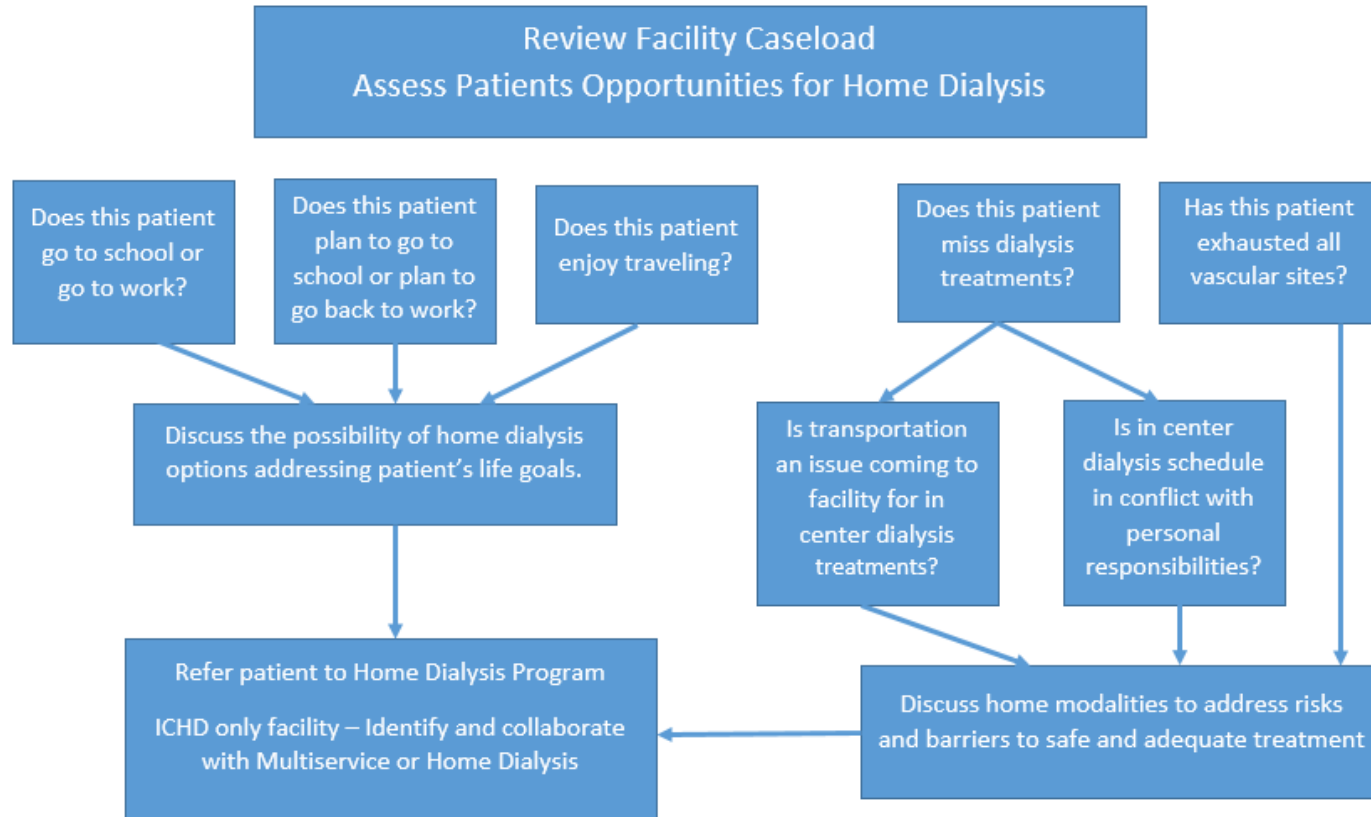 Review Facility Caseload
Assess Patients Opportunities for Home Dialysis
Does this patient
go to school or
go to work?
Does this patient
plan to go to
school or plan to
go back to work?
Does this patient
enjoy traveling?
Does this patient
miss dialysis
treatments?
Has this patient
exhausted all
vascular sites?
Discuss the possibility of home dialysis
options addressing patient’s life goals.
Is transportation
an issue coming to
facility for in
center dialysis
treatments?
Is in center
dialysis schedule
in conflict with
personal
responsibilities?
Refer patient to Home Dialysis Program
ICHD only facility – Identify and collaborate
with Multiservice or Home Dialysis
Discuss home modalities to address risks
and barriers to safe and adequate treatment